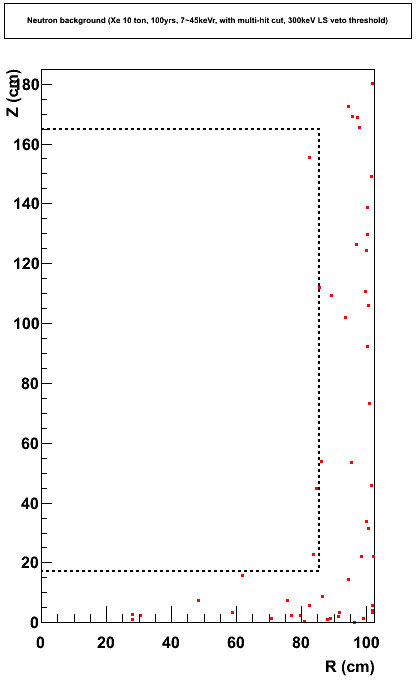 Neutron background (Xe 10 ton, 100yrs, 7~45keVr, with multi-hit cut, 300keV LS veto threshold)
Z (cm)
180
160
140
120
100
80
60
40
20
0
0 20 40 60 80 100
R (cm)